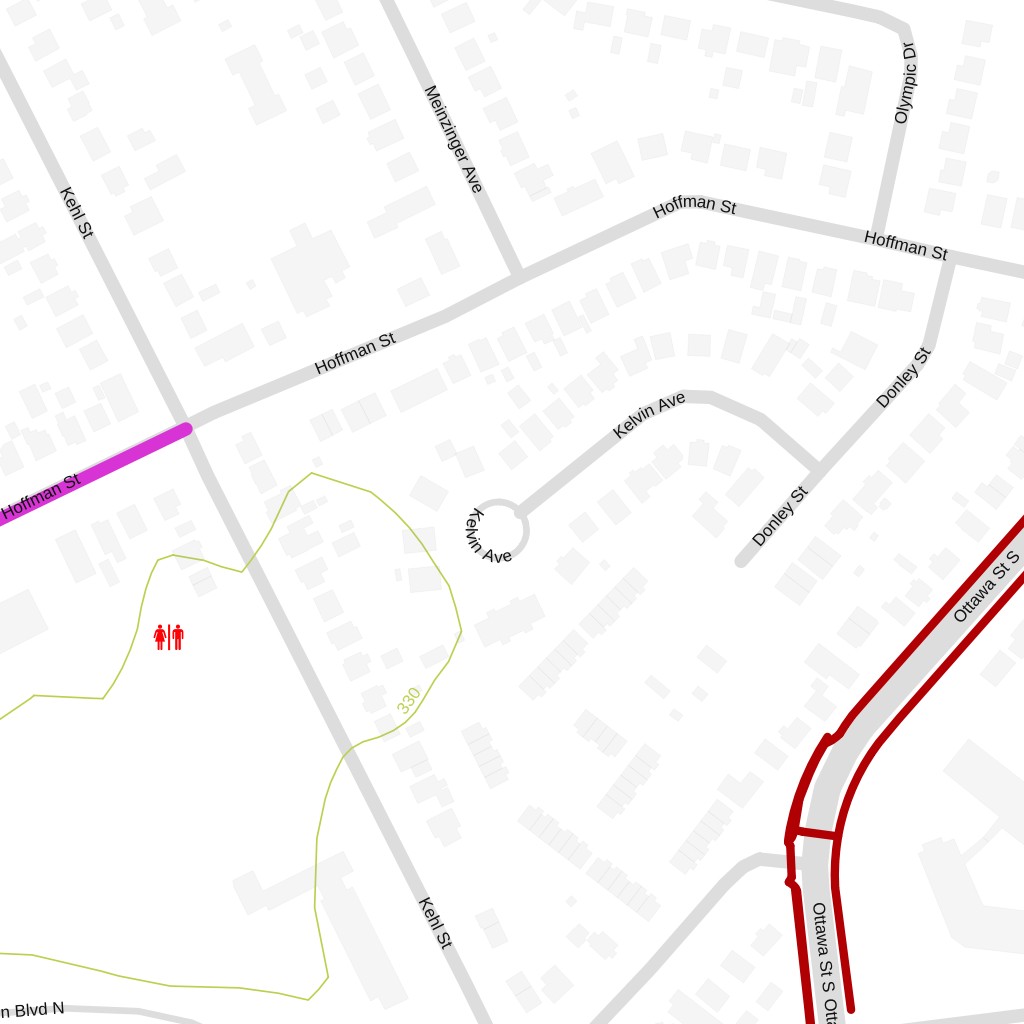 Olympic Dr
Meinzinger Ave
Kehl St
Hoffman St
Hoffman St
Hoffman St
Donley St
Kelvin Ave
Hoffman St
Donley St
Kelvin Ave
Ottawa St S
330
Kehl St
Ottawa St S
n Blvd N
Otta